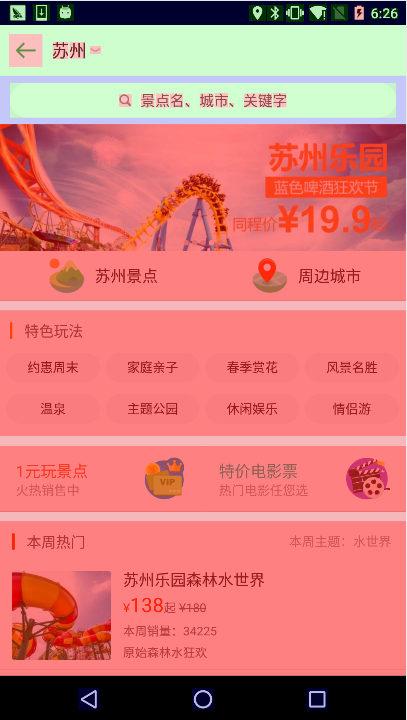 6:26
苏州
景点名、城市、关键字
苏州乐园
蓝色啤酒狂欢节
同程价¥19.9起
苏州景点
周边城市
特色玩法
约惠周末
家庭亲子
春季赏花
风景名胜
温泉
主题公园
休闲娱乐
情侣游
1元玩景点
火热销售中
VIP
特价电影票
热门电影任您选
本周热门
本周主题：水世界
苏州乐园森林水世界
¥138起 ¥180
本周销量：34225
原始森林水狂欢